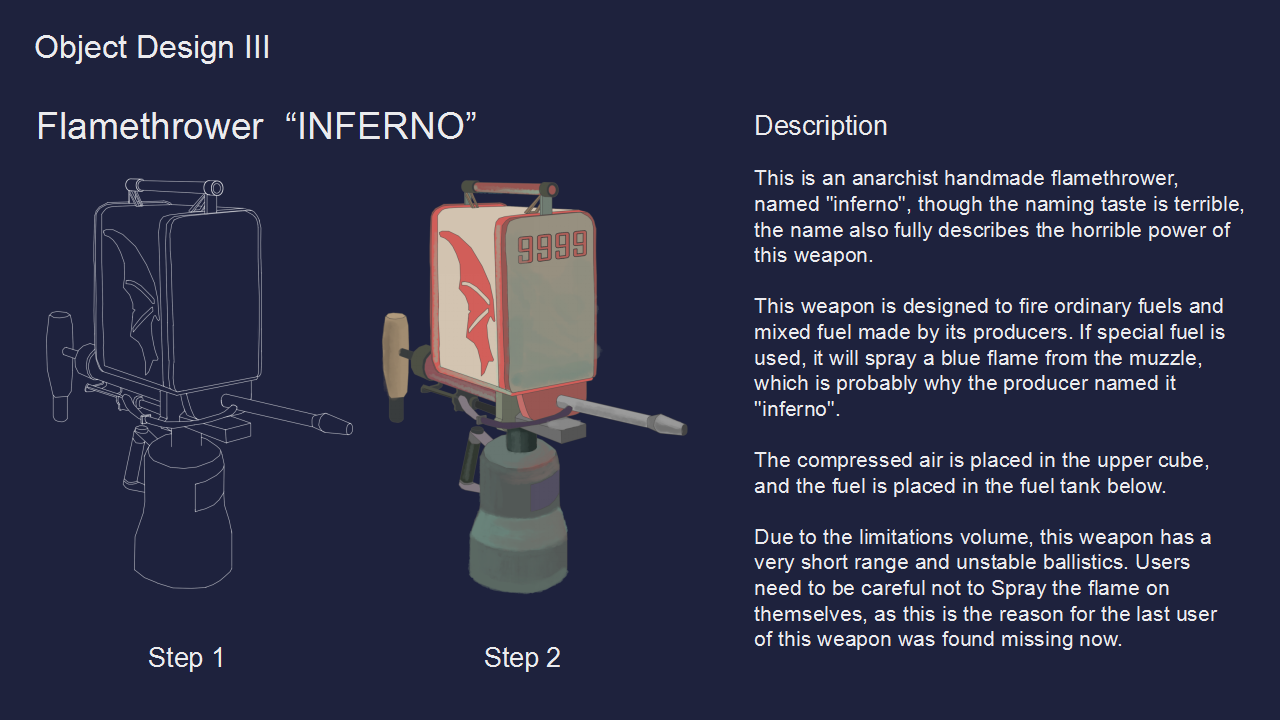 Object Design III
Flamethrower “INFERNO”
9999
Step 1
Step 2
Description
This is an anarchist handmade flamethrower,
named "inferno", though the naming taste is terrible,
the name also fully describes the horrible power of
this weapon.
This weapon is designed to fire ordinary fuels and
mixed fuel made by its producers. If special fuel is
used, it will spray a blue flame from the muzzle,
which is probably why the producer named it
"inferno".
The compressed air is placed in the upper cube,
and the fuel is placed in the fuel tank below.
Due to the limitations volume, this weapon has a
very short range and unstable ballistics. Users
need to be careful not to Spray the flame on
themselves, as this is the reason for the last user
of this weapon was found missing now.